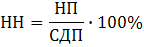 НН = НП / СДП · 100%